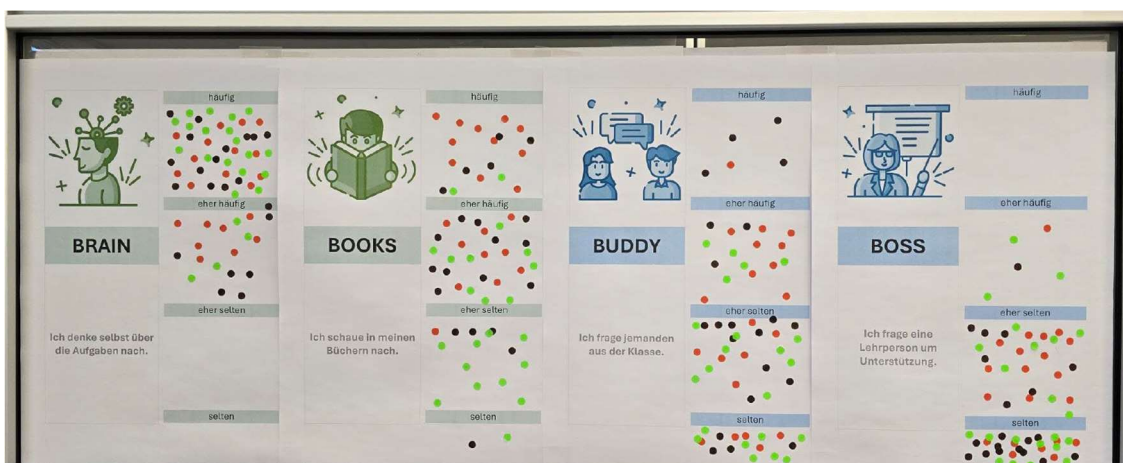 häufig
eher häufig
BRAIN
eher selten
Ich denke selbst über
die Aufgaben nach.
selten
häufig
eher häufig
BOOKS
eher selten
Ich schaue in meinen
Büchern nach.
selten
häufig
eher häufig
BUDDY
eher selten
Ich frage jemanden
aus der Klasse.
selten
häufig
eher häufig
BOSS
eher selten
Ich frage eine
Lehrperson um
Unterstützung.
selten